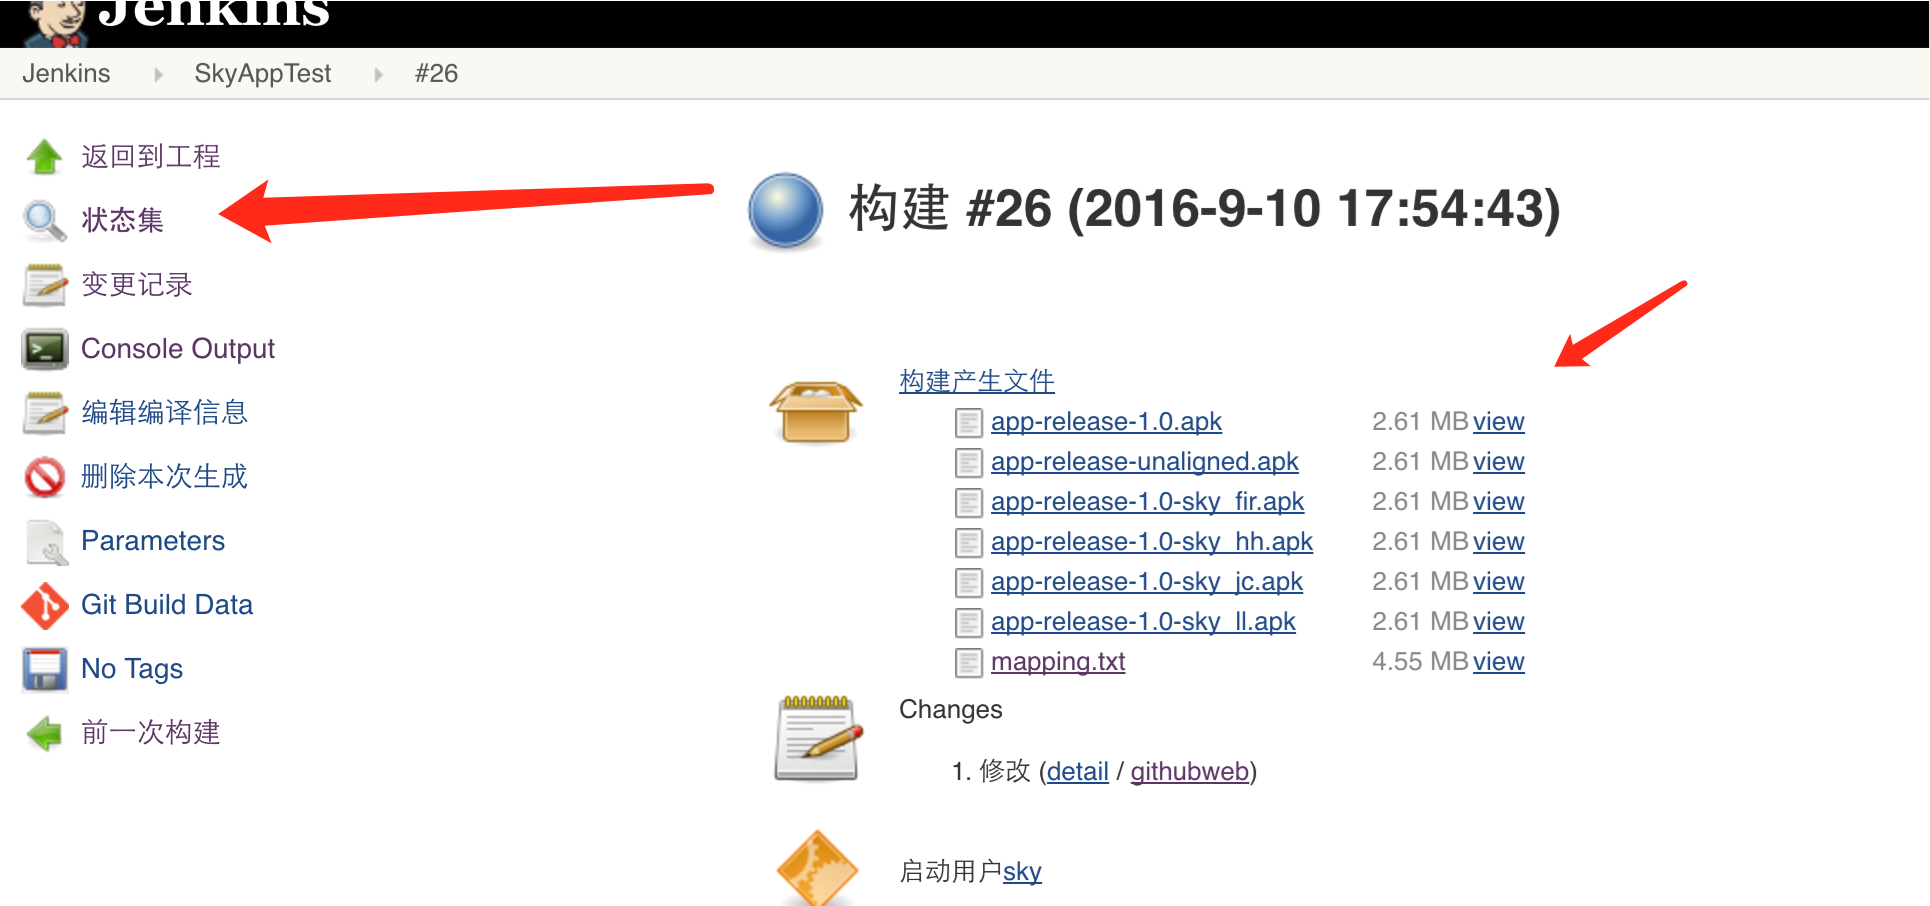 Jenkins
Jenkins SkyAppTest #26
返回到工程
状态集
变更记录
Console Output
编辑编译信息
删除本次生成
Parameters
Git Build Data
No Tags
前一次构建
构建 #26 (2016-9-10 17:54:43)
构建产生文件
app-release-1.0.apk 2.61 MB view
app-release-unaligned.apk 2.61 MB view
app-release-1.0-sky_fir.apk 2.61 MB view
app-release-1.0-sky_hh.apk 2.61 MB view
app-release-1.0-sky_jc.apk 2.61 MB view
app-release-1.0-sky_ll.apk 2.61 MB view
mapping.txt 4.55 MB view
Changes
1. 修改 (detail / githubweb)
启动用户sky